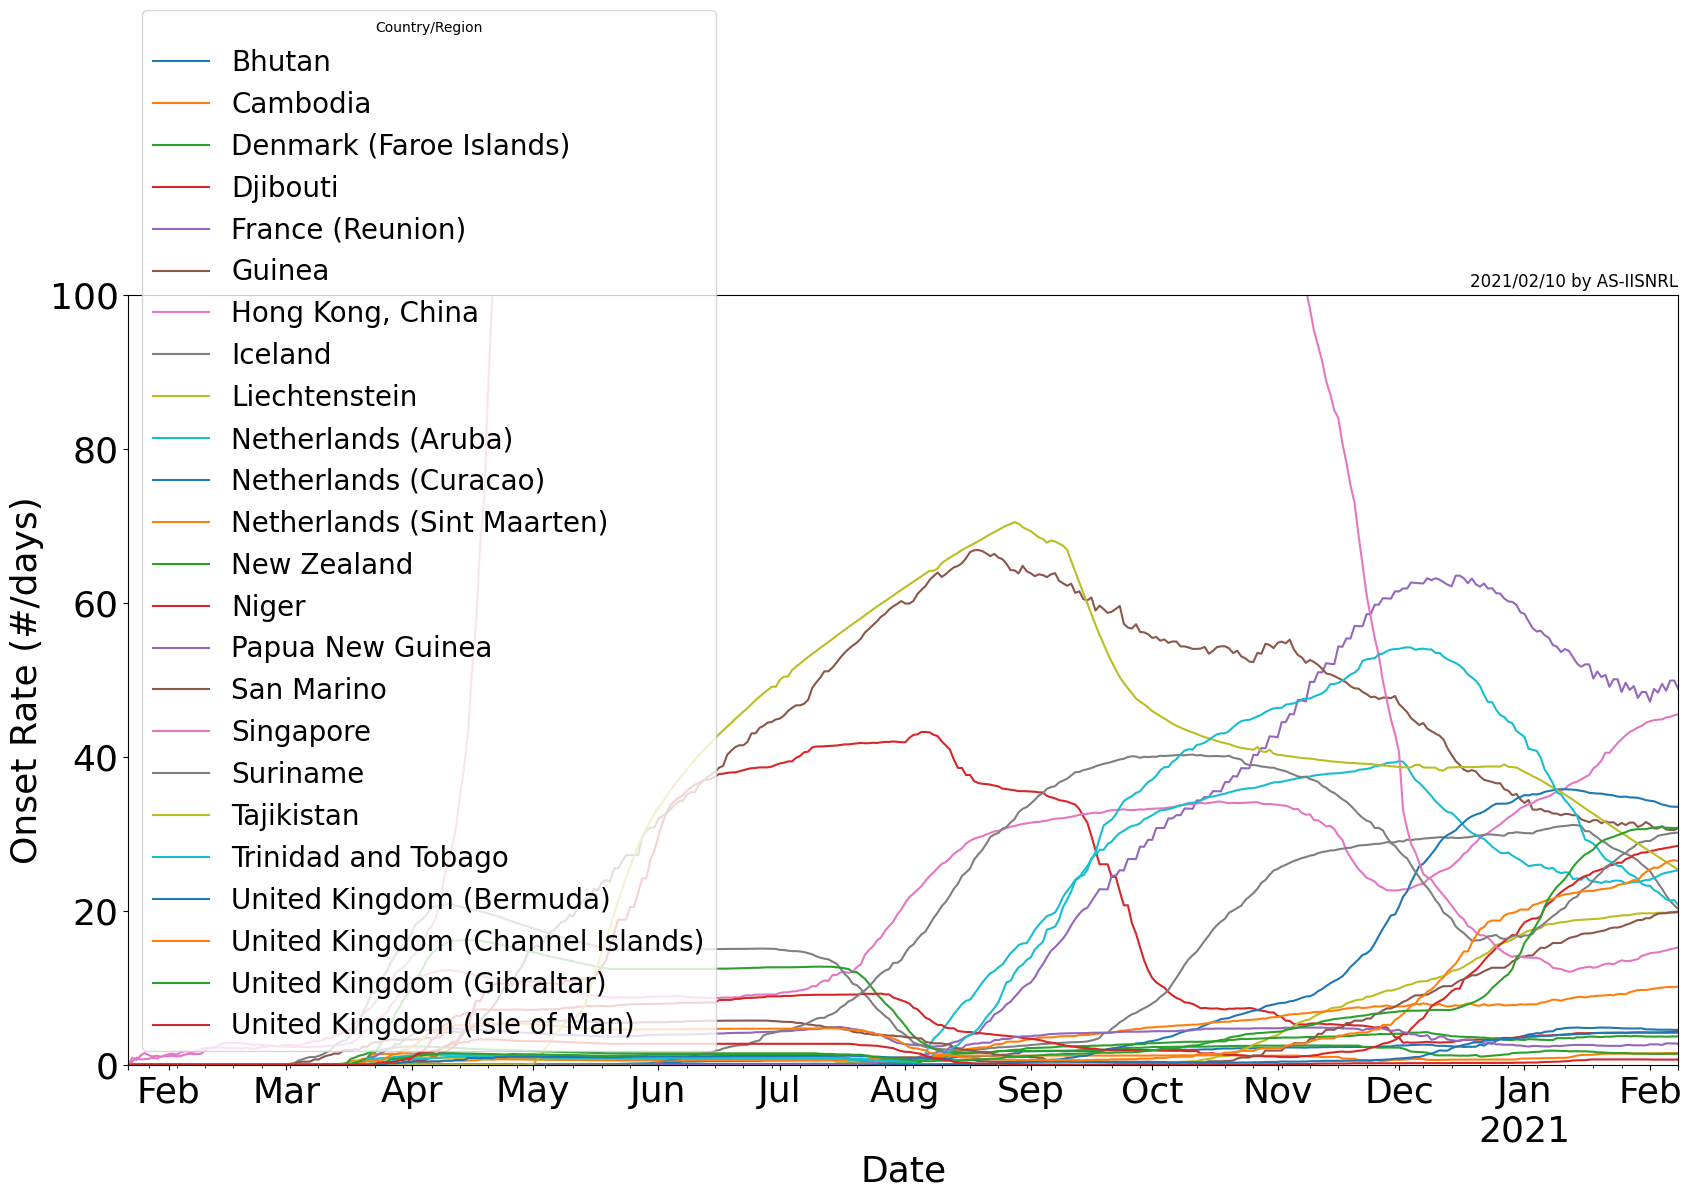 Country/Region
Bhutan
Cambodia
Denmark (Faroe Islands)
Djibouti
France (Reunion)
Guinea
Hong Kong, China
Iceland
Liechtenstein
Netherlands (Aruba)
Netherlands (Curacao)
Netherlands (Sint Maarten)
New Zealand
Niger
Papua New Guinea
San Marino
Singapore
Suriname
Tajikistan
Trinidad and Tobago
United Kingdom (Bermuda)
United Kingdom (Channel Islands)
United Kingdom (Gibraltar)
United Kingdom (Isle of Man)
2021/02/10 by AS-IISNRL
100
80
60
40
20
0
Onset Rate (#/days)
Feb Mar Apr May Jun Jul Aug Sep Oct Nov Dec Jan Feb
2021
Date